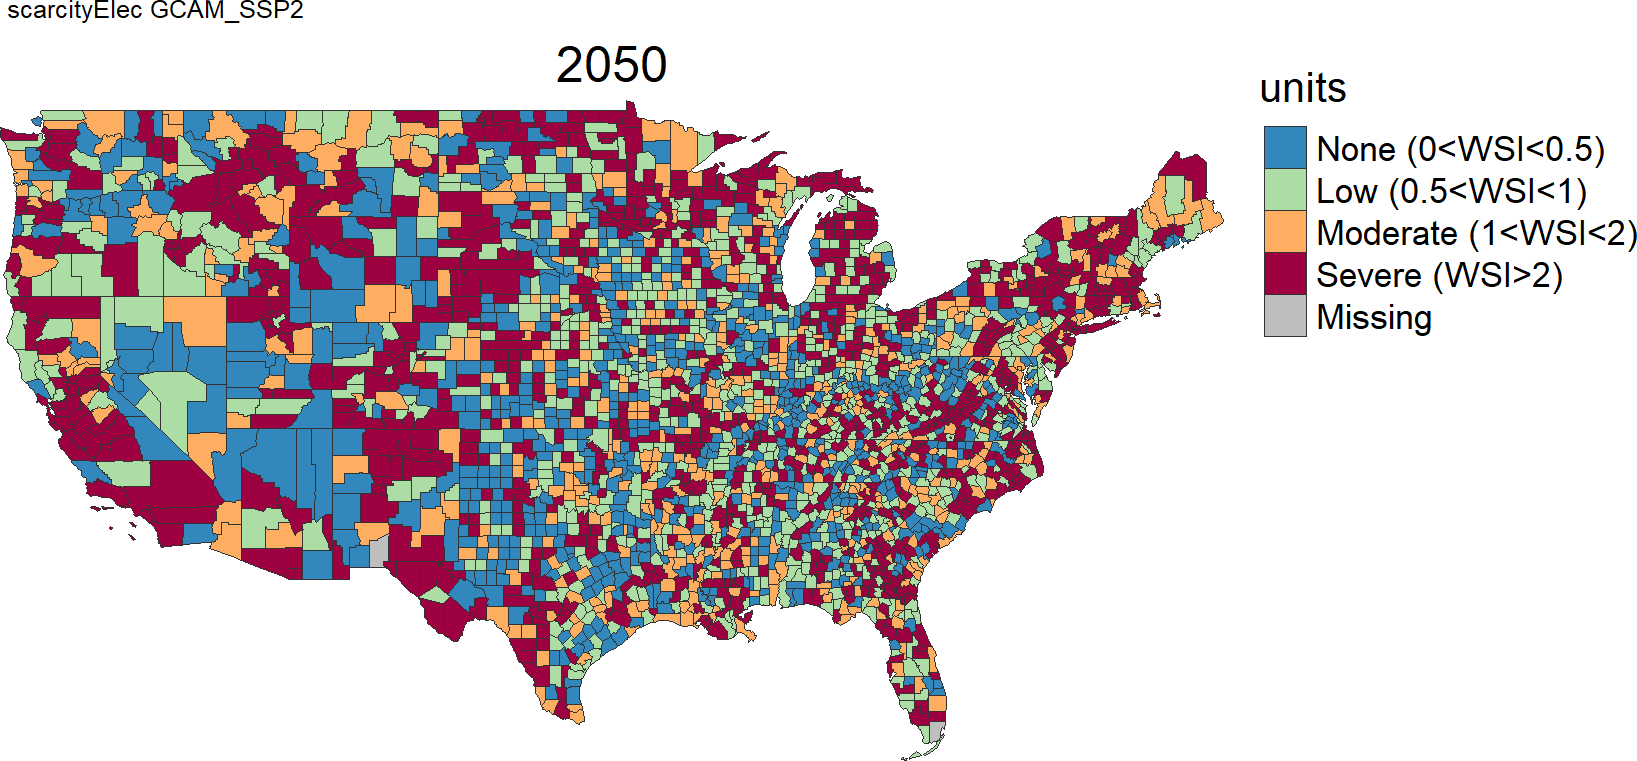 scarcityElec GCAM_SSP2
2050
units
None (0<WSI<0.5)
Low (0.5<WSI<1)
Moderate (1<WSI<2)
Severe (WSI>2)
Missing